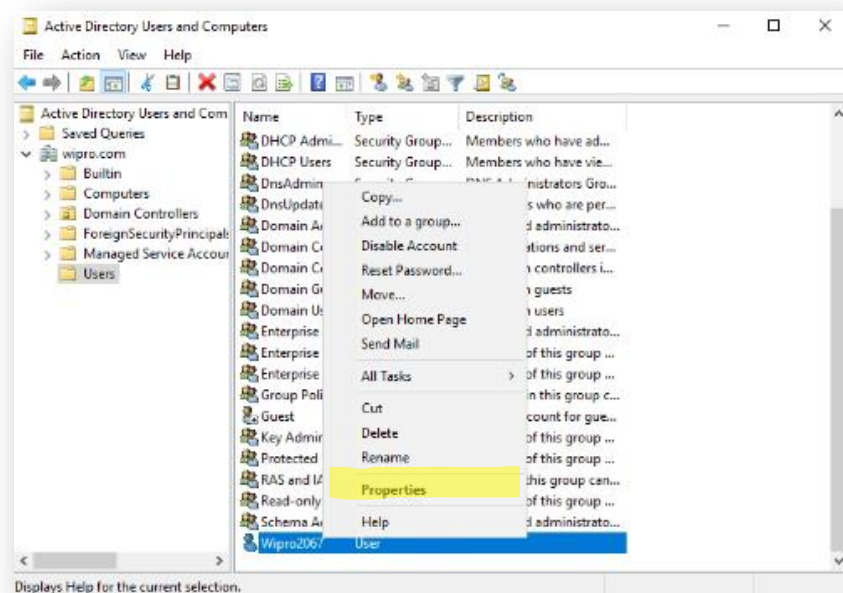 Active Directory Users and Computers
File Action View Help
Active Directory Users and Com
Saved Queries
wipro.com
Builtin
Computers
Domain Controllers
ForeignSecurityPrincipals
Managed Service Accour
Users
Name Type Description
DHCP Admi... Security Group... Members who have ad...
DHCP Users Security Group... Members who have vie...
DnsAdmin nistrators Gro...
DnsUpdate s who are per...
Domain A d administrato...
Domain C ations and ser...
Domain C n controllers i...
Domain G n guests
Domain U n users
Enterprise d administrato...
Enterprise of this group ...
Enterprise of this group ...
Group Poli in this group c...
Guest count for gue...
Key Admir of this group ...
Protected of this group ...
RAS and IA this group can...
Read-only of this group ...
Schema A d administrato...
Wipro2067 User
Copy...
Add to a group...
Disable Account
Reset Password...
Move...
Open Home Page
Send Mail
All Tasks
Cut
Delete
Rename
Properties
Help
Displays Help for the current selection.